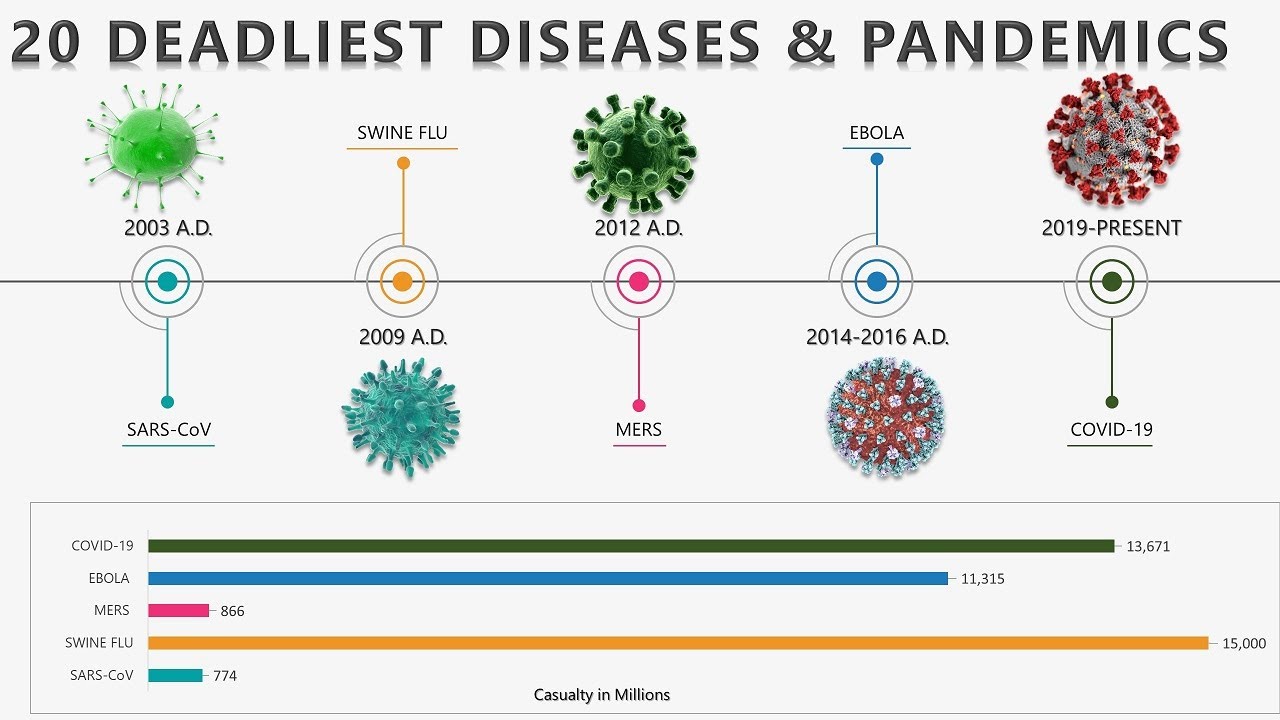 20 DEADLIEST DISEASES & PANDEMICS
SWINE FLU
EBOLA
2003 A.D.
2012 A.D.
2019-PRESENT
2009 A.D.
2014-2016 A.D.
SARS-CoV
MERS
COVID-19
COVID-19 13,671
EBOLA 11,315
MERS 866
SWINE FLU 15,000
SARS-CoV 774
Casualty in Millions